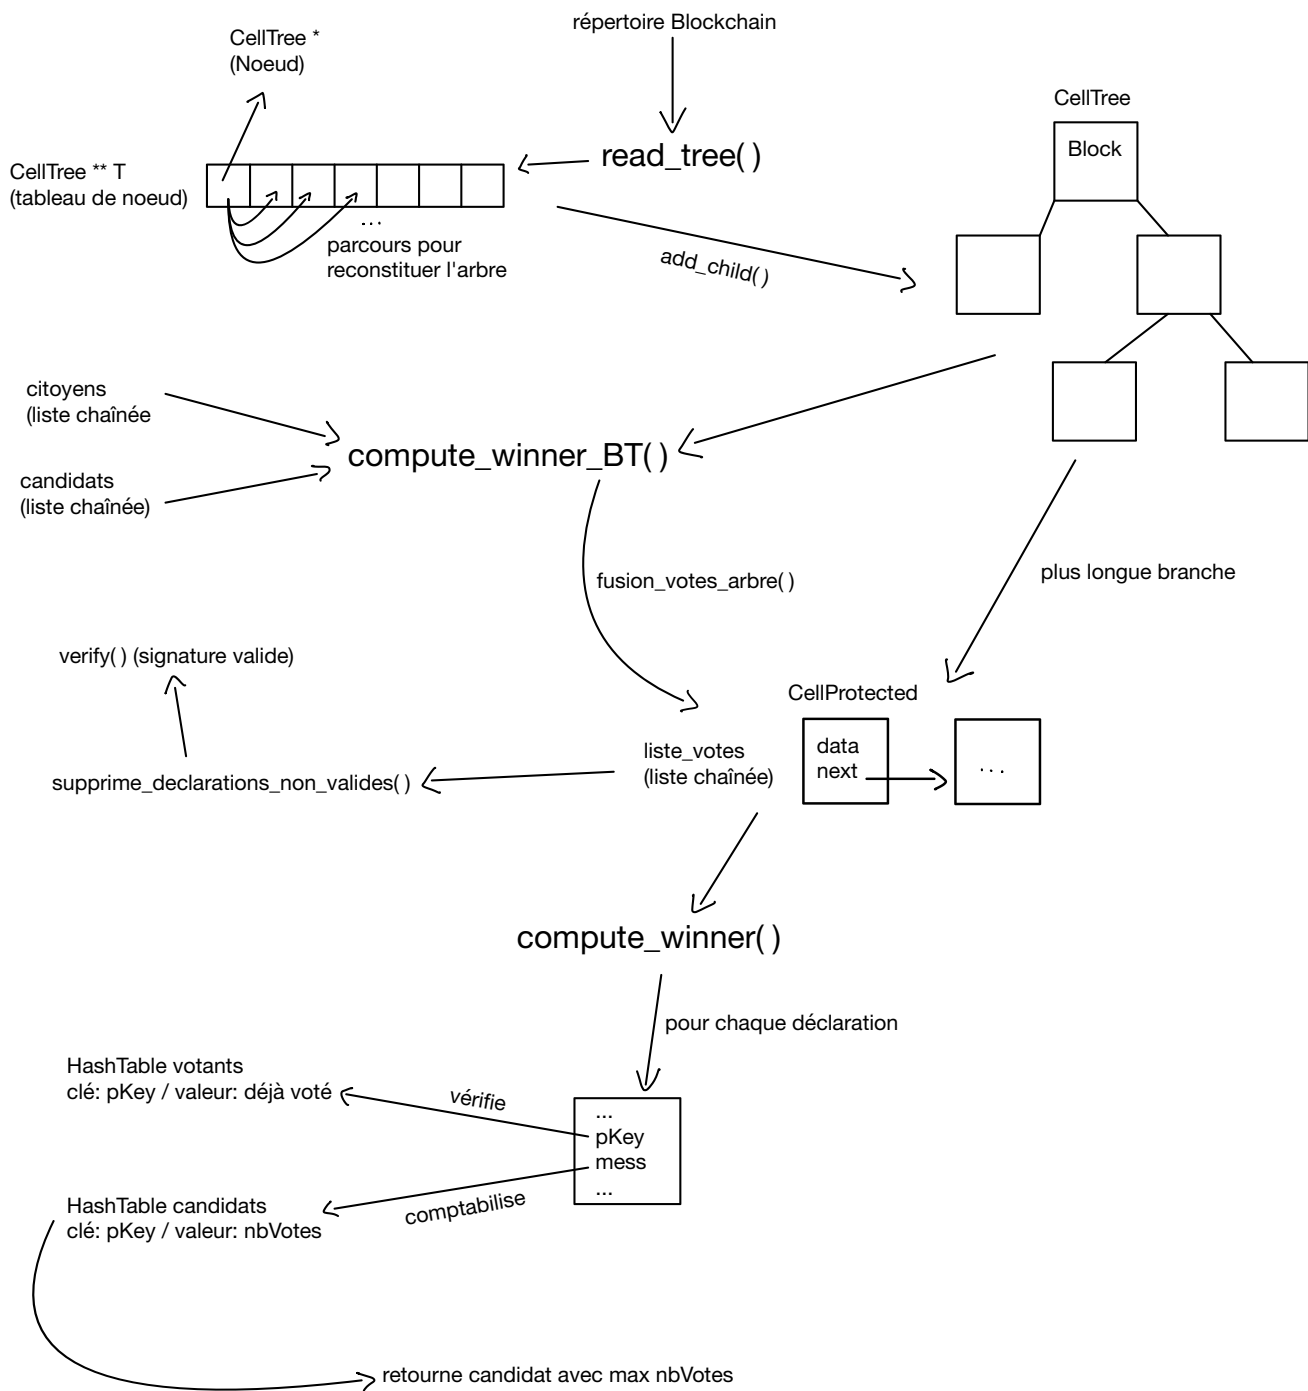 répertoire Blockchain
CellTree *
(Noeud)
CellTree
Block
read_tree( )
CellTree ** T
(tableau de noeud)
...
parcours pour
reconstituer l'arbre
add_child( )
citoyens
(liste chaînée
candidats
(liste chaînée)
compute_winner_BT( )
fusion_votes_arbre( )
plus longue branche
verify( ) (signature valide)
supprime_declarations_non_valides( )
liste_votes
(liste chaînée)
CellProtected
data
next
...
compute_winner( )
pour chaque déclaration
HashTable votants
clé: pKey / valeur: déjà voté
vérifie
...
pKey
mess
...
HashTable candidats
clé: pKey / valeur: nbVotes
comptabilise
retourne candidat avec max nbVotes